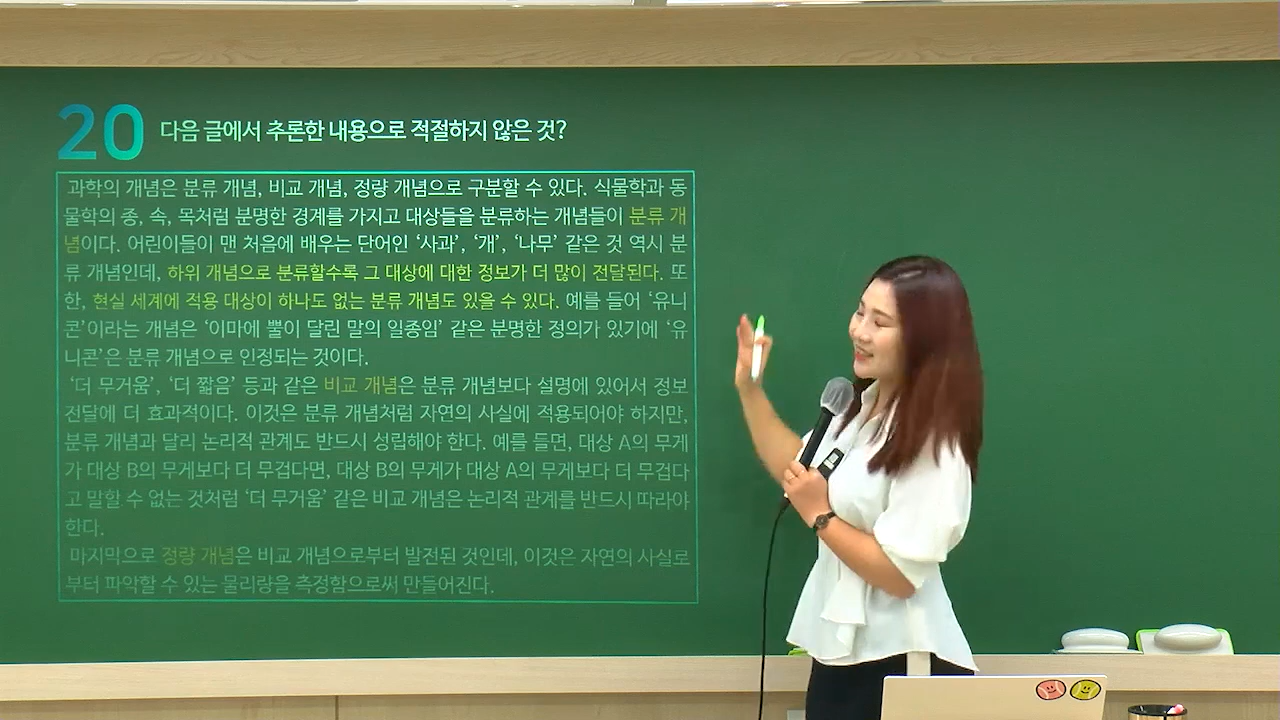 20 다음 글에서 추론한 내용으로 적절하지 않은 것?
과학의 개념은 분류 개념, 비교 개념, 정량 개념으로 구분할 수 있다. 식물학과 동
물학의 종, 속, 목처럼 분명한 경계를 가지고 대상들을 분류하는 개념들이 분류 개
념이다. 어린이들이 맨 처음에 배우는 단어인 ‘사과’, ‘개’, ‘나무’ 같은 것 역시 분
류 개념인데, 하위 개념으로 분류할수록 그 대상에 대한 정보가 더 많이 전달된다. 또
한, 현실 세계에 적용 대상이 하나도 없는 분류 개념도 있을 수 있다. 예를 들어 ‘유니
콘’이라는 개념은 ‘이마에 뿔이 달린 말의 일종임’ 같은 분명한 정의가 있기에 ‘유
니콘’은 분류 개념으로 인정되는 것이다.
‘더 무거움’, ‘더 짧음’ 등과 같은 비교 개념은 분류 개념보다 설명에 있어서 정보
전달에 더 효과적이다. 이것은 분류 개념처럼 자연의 사실에 적용되어야 하지만,
분류 개념과 달리 논리적 관계도 반드시 성립해야 한다. 예를 들면, 대상 A의 무게
가 대상 B의 무게보다 더 무겁다면, 대상 B의 무게가 대상 A의 무게보다 더 무겁다
고 말할 수 없는 것처럼 ‘더 무거움’ 같은 비교 개념은 논리적 관계를 반드시 따라야
한다.
마지막으로 정량 개념은 비교 개념으로부터 발전된 것인데, 이것은 자연의 사실로
부터 파악할 수 있는 물리량을 측정함으로써 만들어진다.